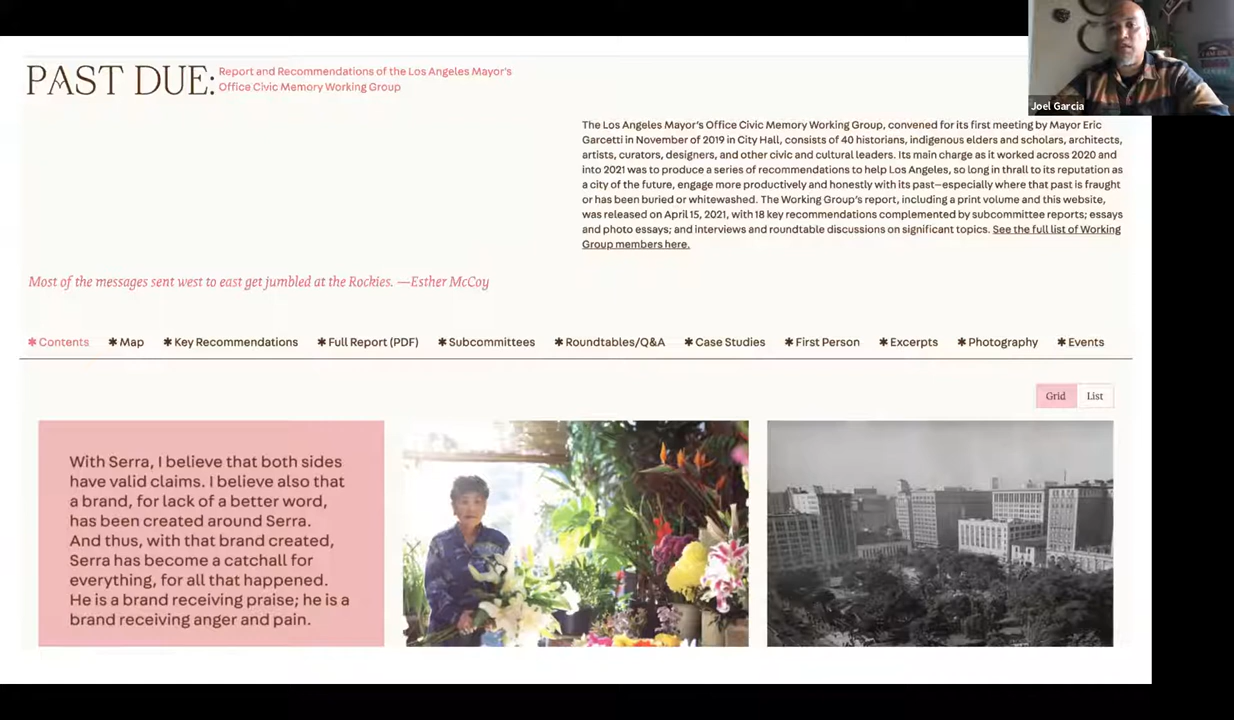 Joel Garcia
PAST DUE:
Report and Recommendations of the Los Angeles Mayor's
Office Civic Memory Working Group
The Los Angeles Mayor's Office Civic Memory Working Group, convened for its first meeting by Mayor Eric
Garcetti in November of 2019 in City Hall, consists of 40 historians, indigenous elders and scholars, architects,
artists, curators, designers, and other civic and cultural leaders. Its main charge as it worked across 2020 and
into 2021 was to produce a series of recommendations to help Los Angeles, so long in thrall to its reputation as
a city of the future, engage more productively and honestly with its past—especially where that past is fraught
or has been buried or whitewashed. The Working Group's report, including a print volume and this website,
was released on April 15, 2021, with 18 key recommendations complemented by subcommittee reports; essays
and photo essays; and interviews and roundtable discussions on significant topics. See the full list of Working
Group members here.
Most of the messages sent west to east get jumbled at the Rockies. —Esther McCoy
✱ Contents ✱ Map ✱ Key Recommendations ✱ Full Report (PDF) ✱ Subcommittees ✱ Roundtables/Q&A ✱ Case Studies ✱ First Person ✱ Excerpts ✱ Photography ✱ Events
Grid List
With Serra, I believe that both sides
have valid claims. I believe also that
a brand, for lack of a better word,
has been created around Serra.
And thus, with that brand created,
Serra has become a catchall for
everything, for all that happened.
He is a brand receiving praise; he is a
brand receiving anger and pain.